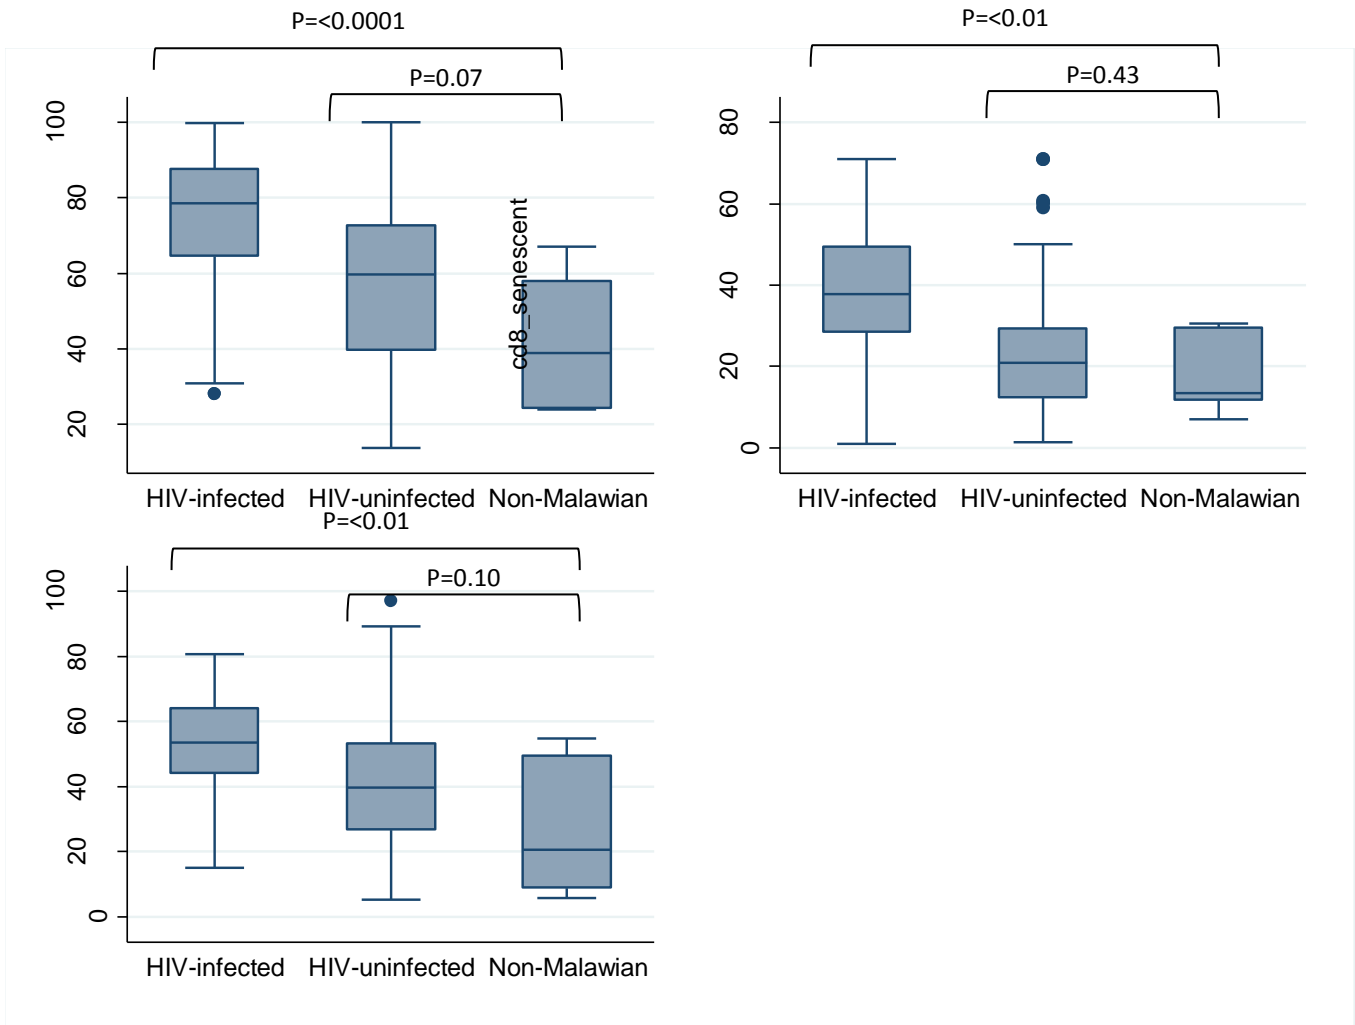 P=<0.0001
P=0.07
100
80
60
40
20
HIV-infected HIV-uninfected Non-Malawian
P=<0.01
P=0.43
cd8_senescent
80
60
40
20
0
HIV-infected HIV-uninfected Non-Malawian
P=<0.01
P=0.10
100
80
60
40
20
0
HIV-infected HIV-uninfected Non-Malawian